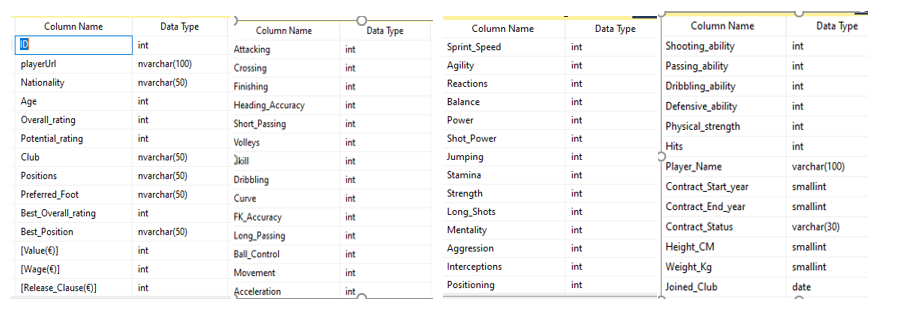 Column Name Data Type
ID int
playerUrl nvarchar(100)
Nationality nvarchar(50)
Age int
Overall_rating int
Potential_rating int
Club nvarchar(50)
Positions nvarchar(50)
Preferred_Foot nvarchar(50)
Best_Overall_rating int
Best_Position nvarchar(50)
[Value(€)] int
[Wage(€)] int
[Release_Clause(€)] int
Column Name Data Type
Attacking int
Crossing int
Finishing int
Heading_Accuracy int
Short_Passing int
Volleys int
Skill int
Dribbling int
Curve int
FK_Accuracy int
Long_Passing int
Ball_Control int
Movement int
Acceleration int
Column Name Data Type
Sprint_Speed int
Agility int
Reactions int
Balance int
Power int
Shot_Power int
Jumping int
Stamina int
Strength int
Long_Shots int
Mentality int
Aggression int
Interceptions int
Positioning int
Column Name Data Type
Shooting_ability int
Passing_ability int
Dribbling_ability int
Defensive_ability int
Physical_strength int
Hits int
Player_Name varchar(100)
Contract_Start_year smallint
Contract_End_year smallint
Contract_Status varchar(30)
Height_CM smallint
Weight_Kg smallint
Joined_Club date